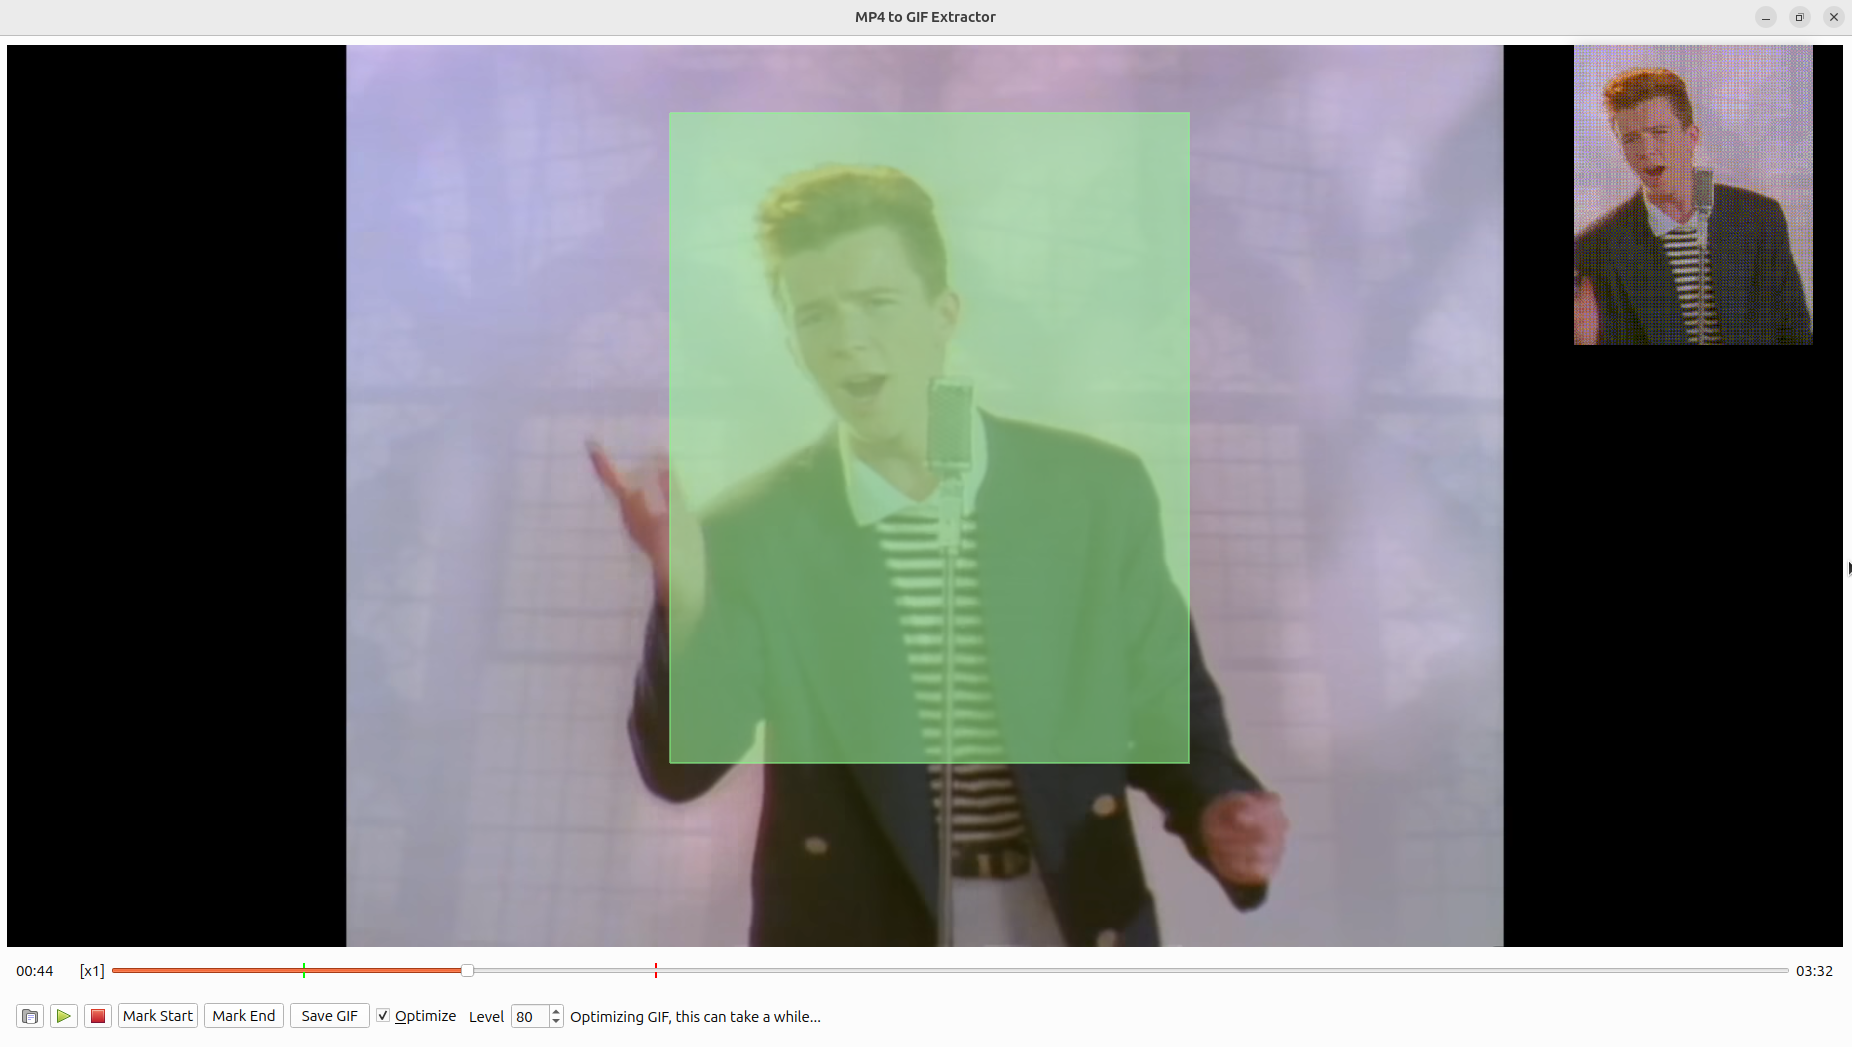 MP4 to GIF Extractor
00:44 [x1] 03:32
Mark Start Mark End Save GIF Optimize Level 80 Optimizing GIF, this can take a while...